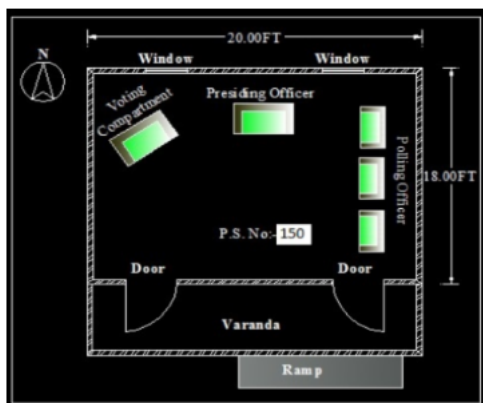 20.00FT
N
Window
Window
Voting
Compartment
Presiding Officer
Polling Officer
18.00FT
P.S. No:- 150
Door
Door
Varanda
Ramp